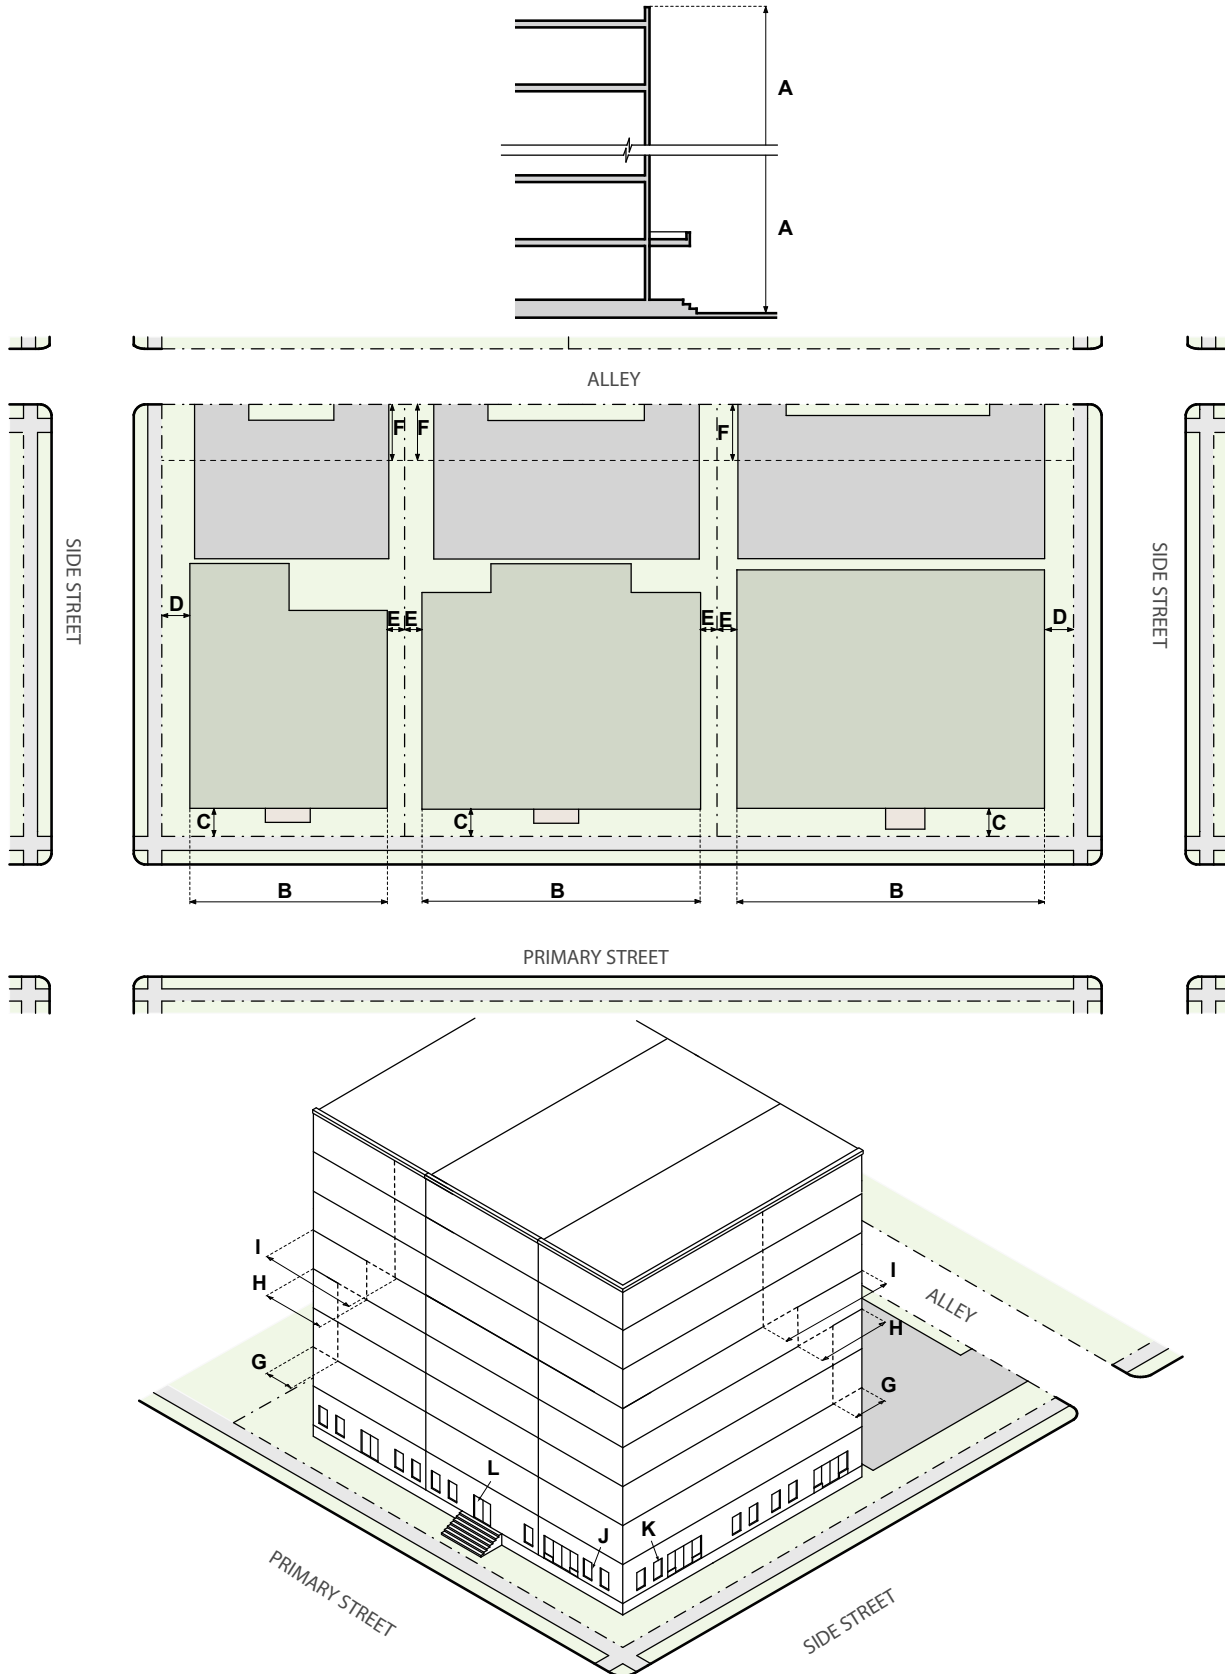 A
A
ALLEY
F F F
SIDE STREET
SIDE STREET
D E E E E D
C C C
B B B
PRIMARY STREET
I
H
G
I
ALLEY
H
G
L
J
K
PRIMARY STREET
SIDE STREET